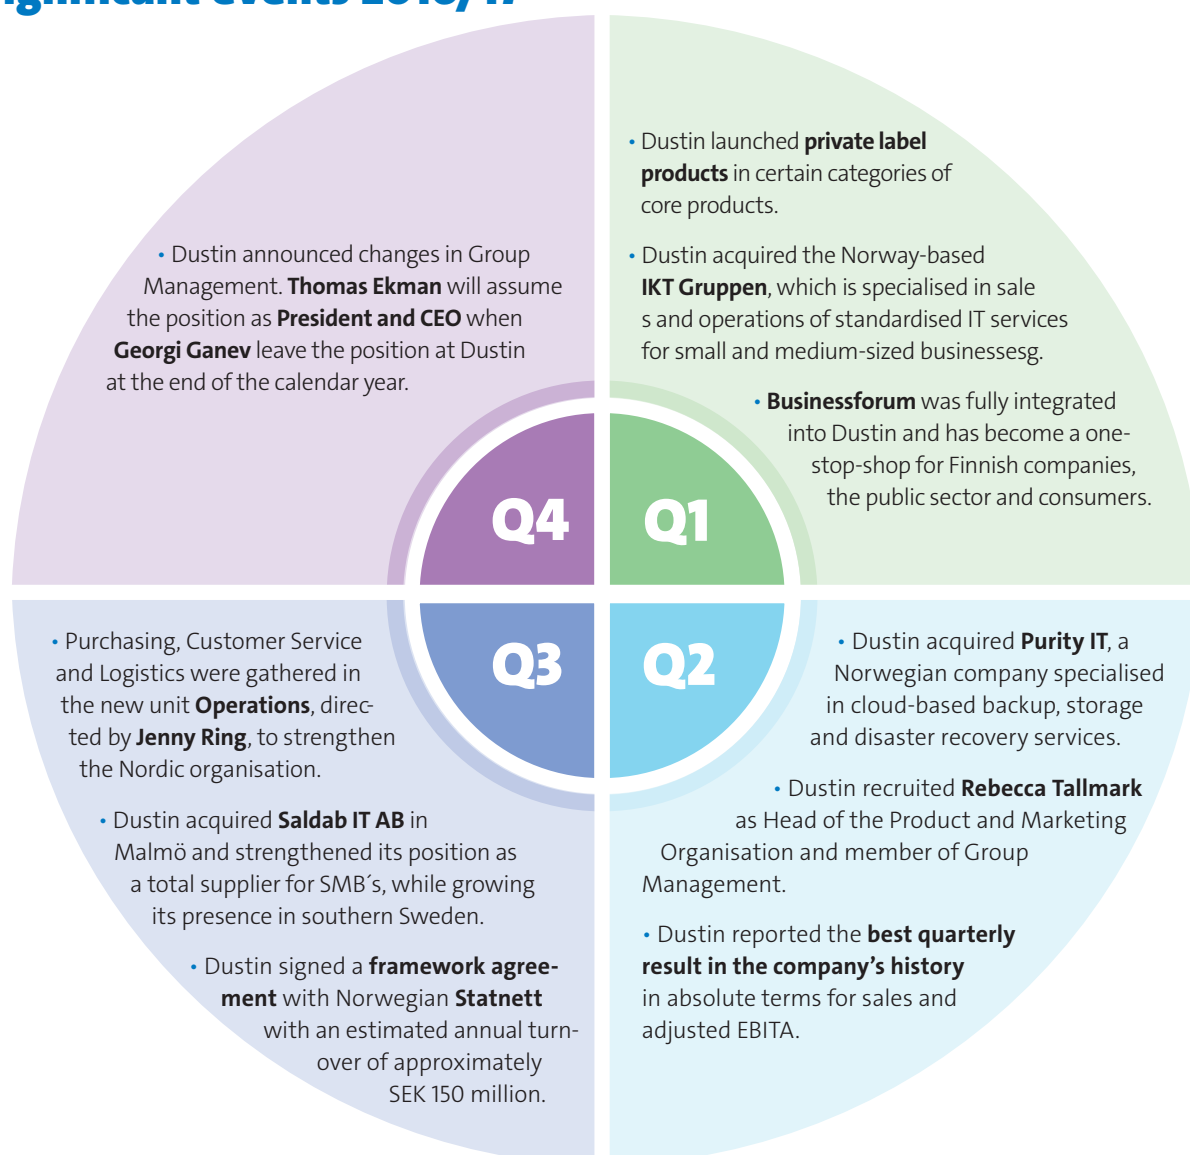 ignificant events 2016/17
• Dustin launched private label
products in certain categories of
core products.
• Dustin acquired the Norway-based
IKT Gruppen, which is specialised in sale
s and operations of standardised IT services
for small and medium-sized businessesg.
• Businessforum was fully integrated
into Dustin and has become a one-
stop-shop for Finnish companies,
the public sector and consumers.
Q1
• Dustin acquired Purity IT, a
Norwegian company specialised
in cloud-based backup, storage
and disaster recovery services.
• Dustin recruited Rebecca Tallmark
as Head of the Product and Marketing
Organisation and member of Group
Management.
• Dustin reported the best quarterly
result in the company’s history
in absolute terms for sales and
adjusted EBITA.
Q2
• Purchasing, Customer Service
and Logistics were gathered in
the new unit Operations, direc-
ted by Jenny Ring, to strengthen
the Nordic organisation.
• Dustin acquired Saldab IT AB in
Malmö and strengthened its position as
a total supplier for SMB´s, while growing
its presence in southern Sweden.
• Dustin signed a framework agree-
ment with Norwegian Statnett
with an estimated annual turn-
over of approximately
SEK 150 million.
Q3
• Dustin announced changes in Group
Management. Thomas Ekman will assume
the position as President and CEO when
Georgi Ganev leave the position at Dustin
at the end of the calendar year.
Q4